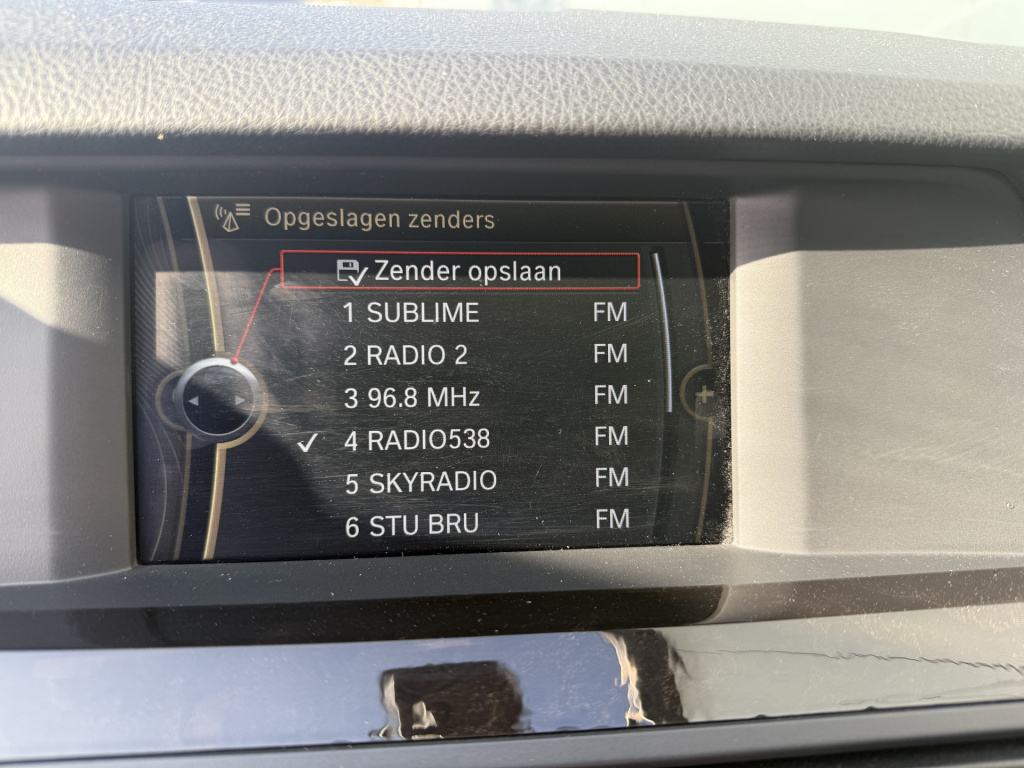 Opgeslagen zenders
Zender opslaan
1 SUBLIME FM
2 RADIO 2 FM
3 96.8 MHz FM
4 RADIO538 FM
5 SKYRADIO FM
6 STU BRU FM